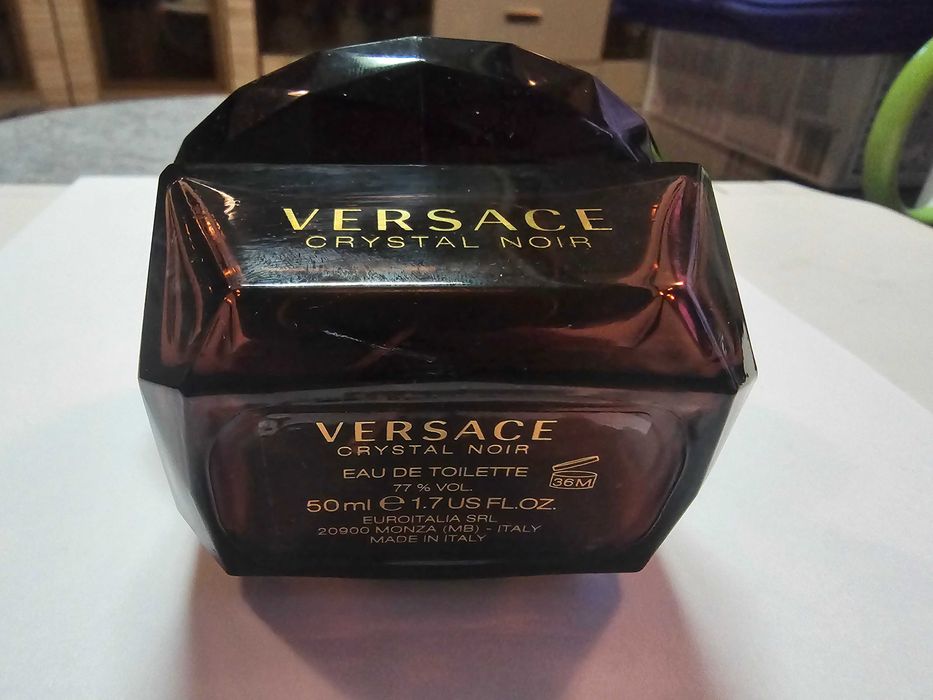 VERSACE
CRYSTAL NOIR
VERSACE
CRYSTAL NOIR
EAU DE TOILETTE
77 % VOL.
36M
50ml ℮ 1.7 US FL.OZ.
EUROITALIA SRL
20900 MONZA (MB) - ITALY
MADE IN ITALY